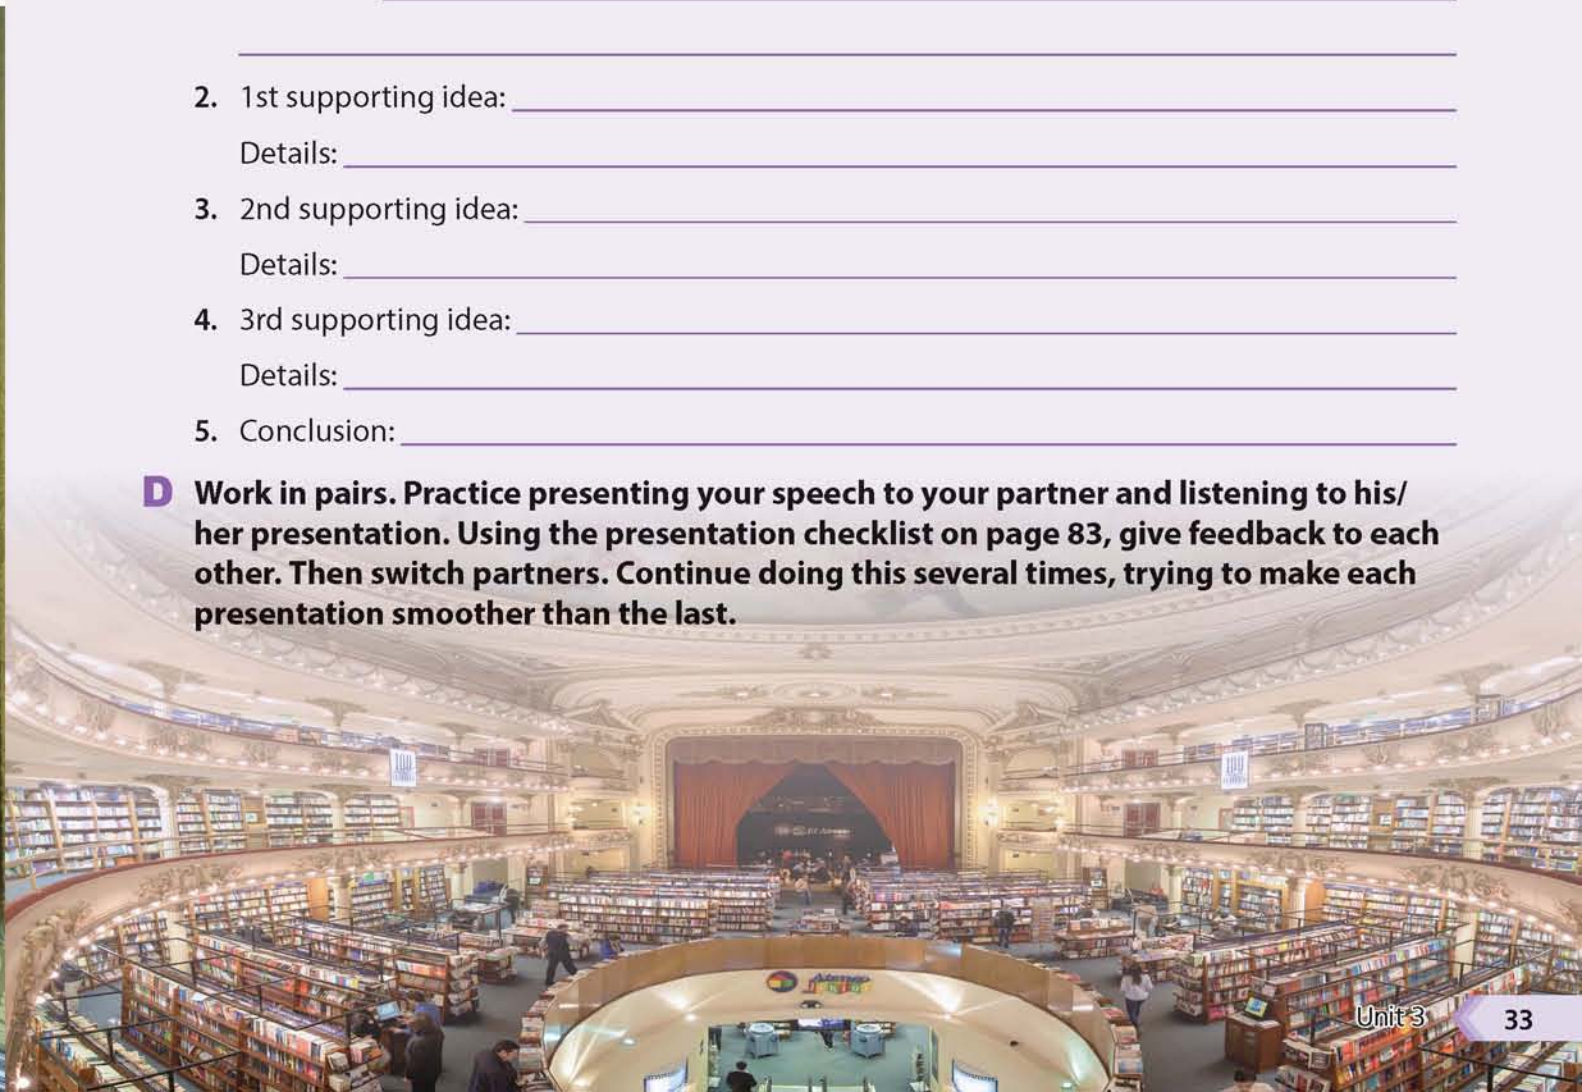 2. 1st supporting idea:
Details:
3. 2nd supporting idea:
Details:
4. 3rd supporting idea:
Details:
5. Conclusion:
D Work in pairs. Practice presenting your speech to your partner and listening to his/
her presentation. Using the presentation checklist on page 83, give feedback to each
other. Then switch partners. Continue doing this several times, trying to make each
presentation smoother than the last.
Ateneo
Junior
Unit 3
33